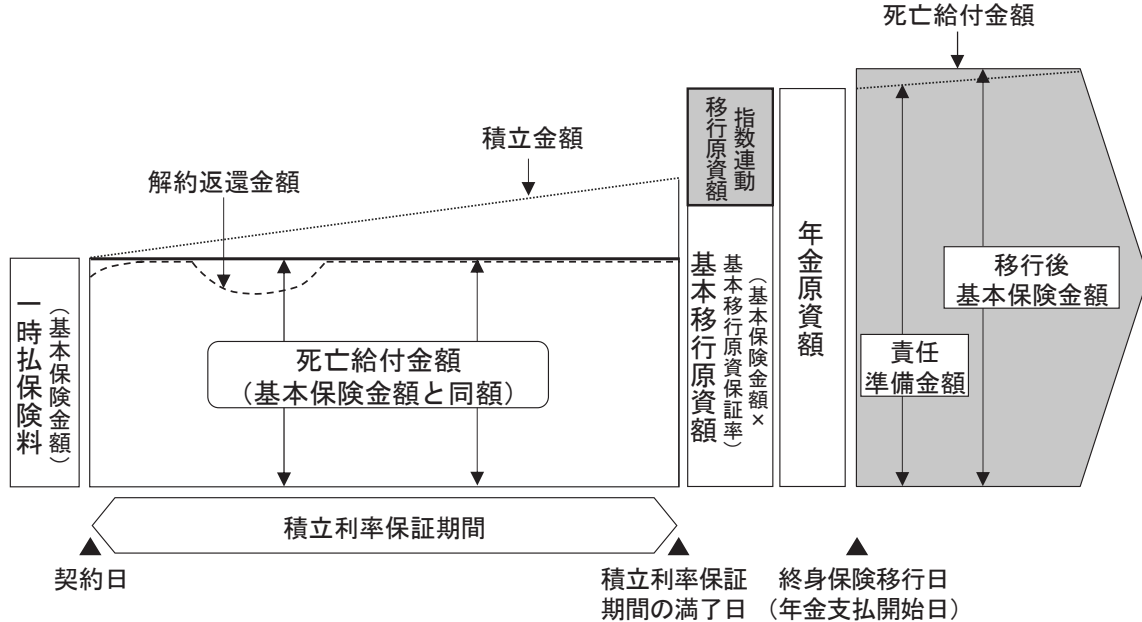 死亡給付金額
積立金額
解約返還金額
指数連動
移行原資額
一時払保険料
（基本保険金額）
死亡給付金額
（基本保険金額と同額）
基本移行原資額
（基本保険金額×
基本移行原資保証率）
年金原資額
移行後
基本保険金額
責任
準備金額
積立利率保証期間
契約日
積立利率保証
期間の満了日
終身保険移行日
（年金支払開始日）